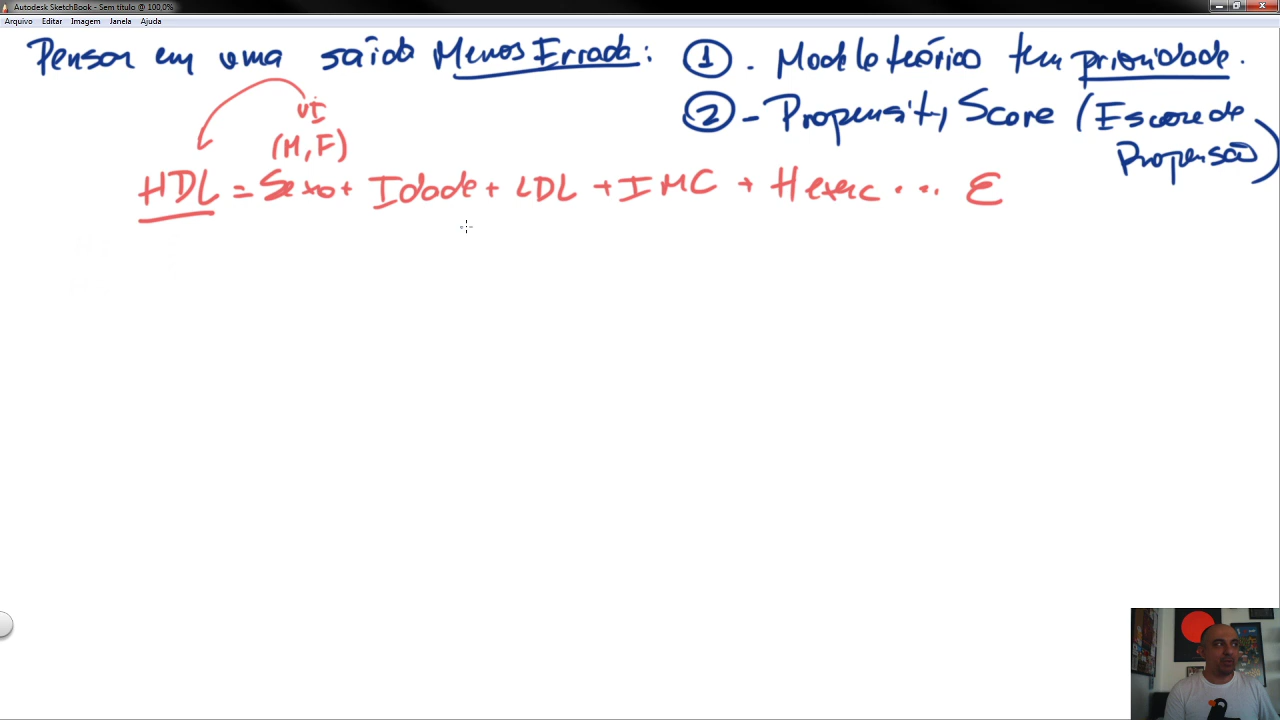 Autodesk SketchBook - Sem título @ 100,0%
Arquivo Editar Imagem Janela Ajuda
Pensar em uma saída Menos Errada: ① . Modelo teórico tem prioridade.
② - Propensity Score (Escore de Propensão)
VI
(M, F)
HDL = Sexo + Idade + LDL + IMC + Hexerc ... ε